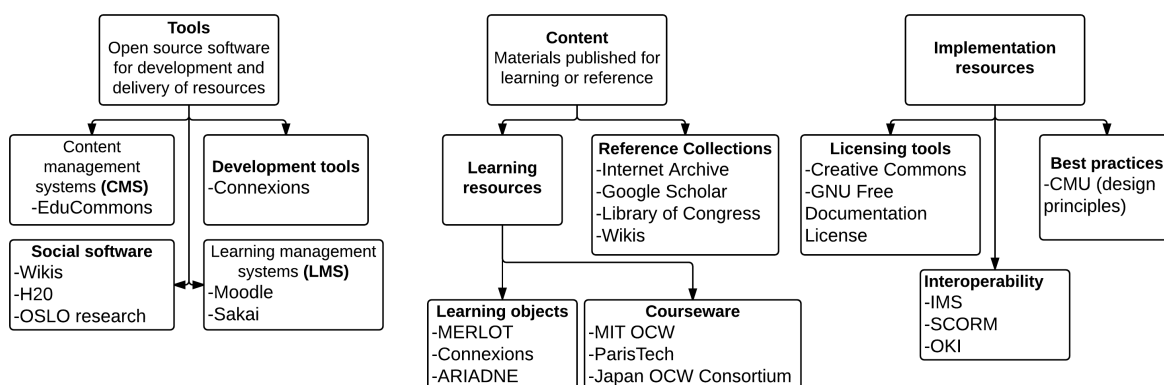 Tools
Open source software
for development and
delivery of resources
Content
management
systems (CMS)
-EduCommons
Development tools
-Connexions
Social software
-Wikis
-H20
-OSLO research
Learning management
systems (LMS)
-Moodle
-Sakai
Content
Materials published for
learning or reference
Learning
resources
Reference Collections
-Internet Archive
-Google Scholar
-Library of Congress
-Wikis
Learning objects
-MERLOT
-Connexions
-ARIADNE
Courseware
-MIT OCW
-ParisTech
-Japan OCW Consortium
Implementation
resources
Licensing tools
-Creative Commons
-GNU Free
Documentation
License
Best practices
-CMU (design
principles)
Interoperability
-IMS
-SCORM
-OKI